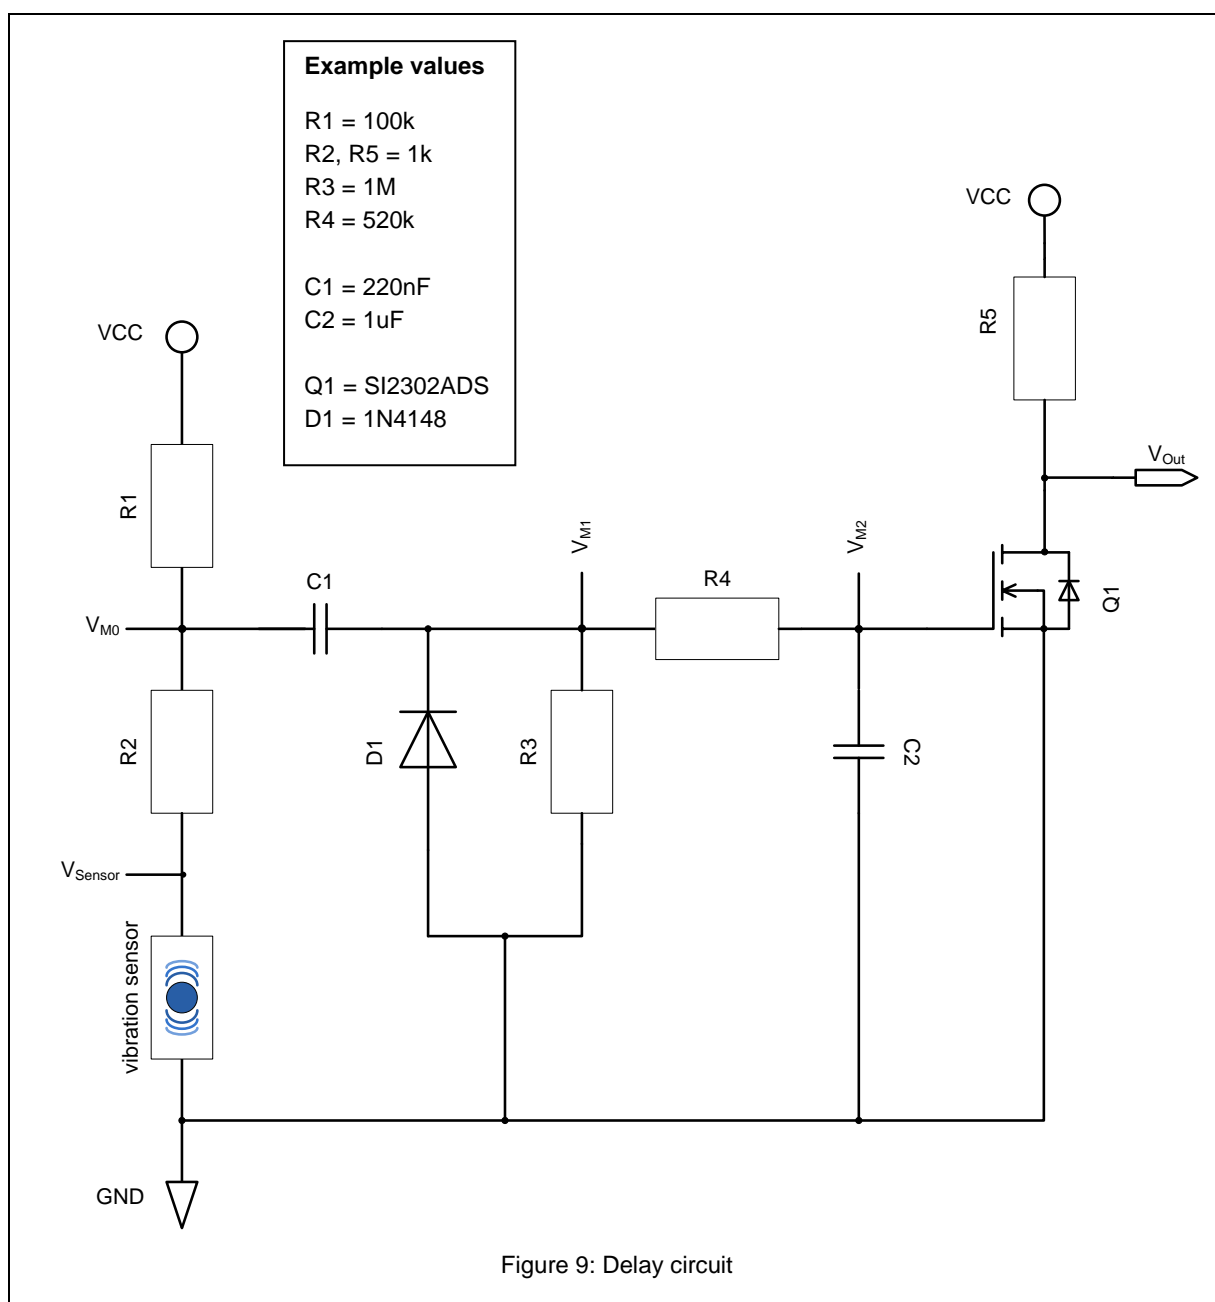 Example values
R1 = 100k
R2, R5 = 1k
R3 = 1M
R4 = 520k
C1 = 220nF
C2 = 1uF
Q1 = SI2302ADS
D1 = 1N4148
VCC
R5
VCC
R1
VOut
VM1
VM2
C1
R4
Q1
VM0
R2
D1
R3
C2
VSensor
vibration sensor
GND
Figure 9: Delay circuit